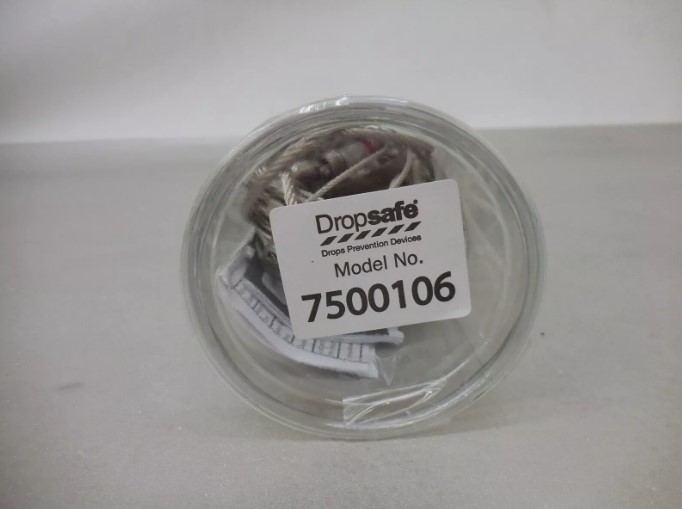 Dropsafe®
Drops Prevention Devices
Model No.
7500106